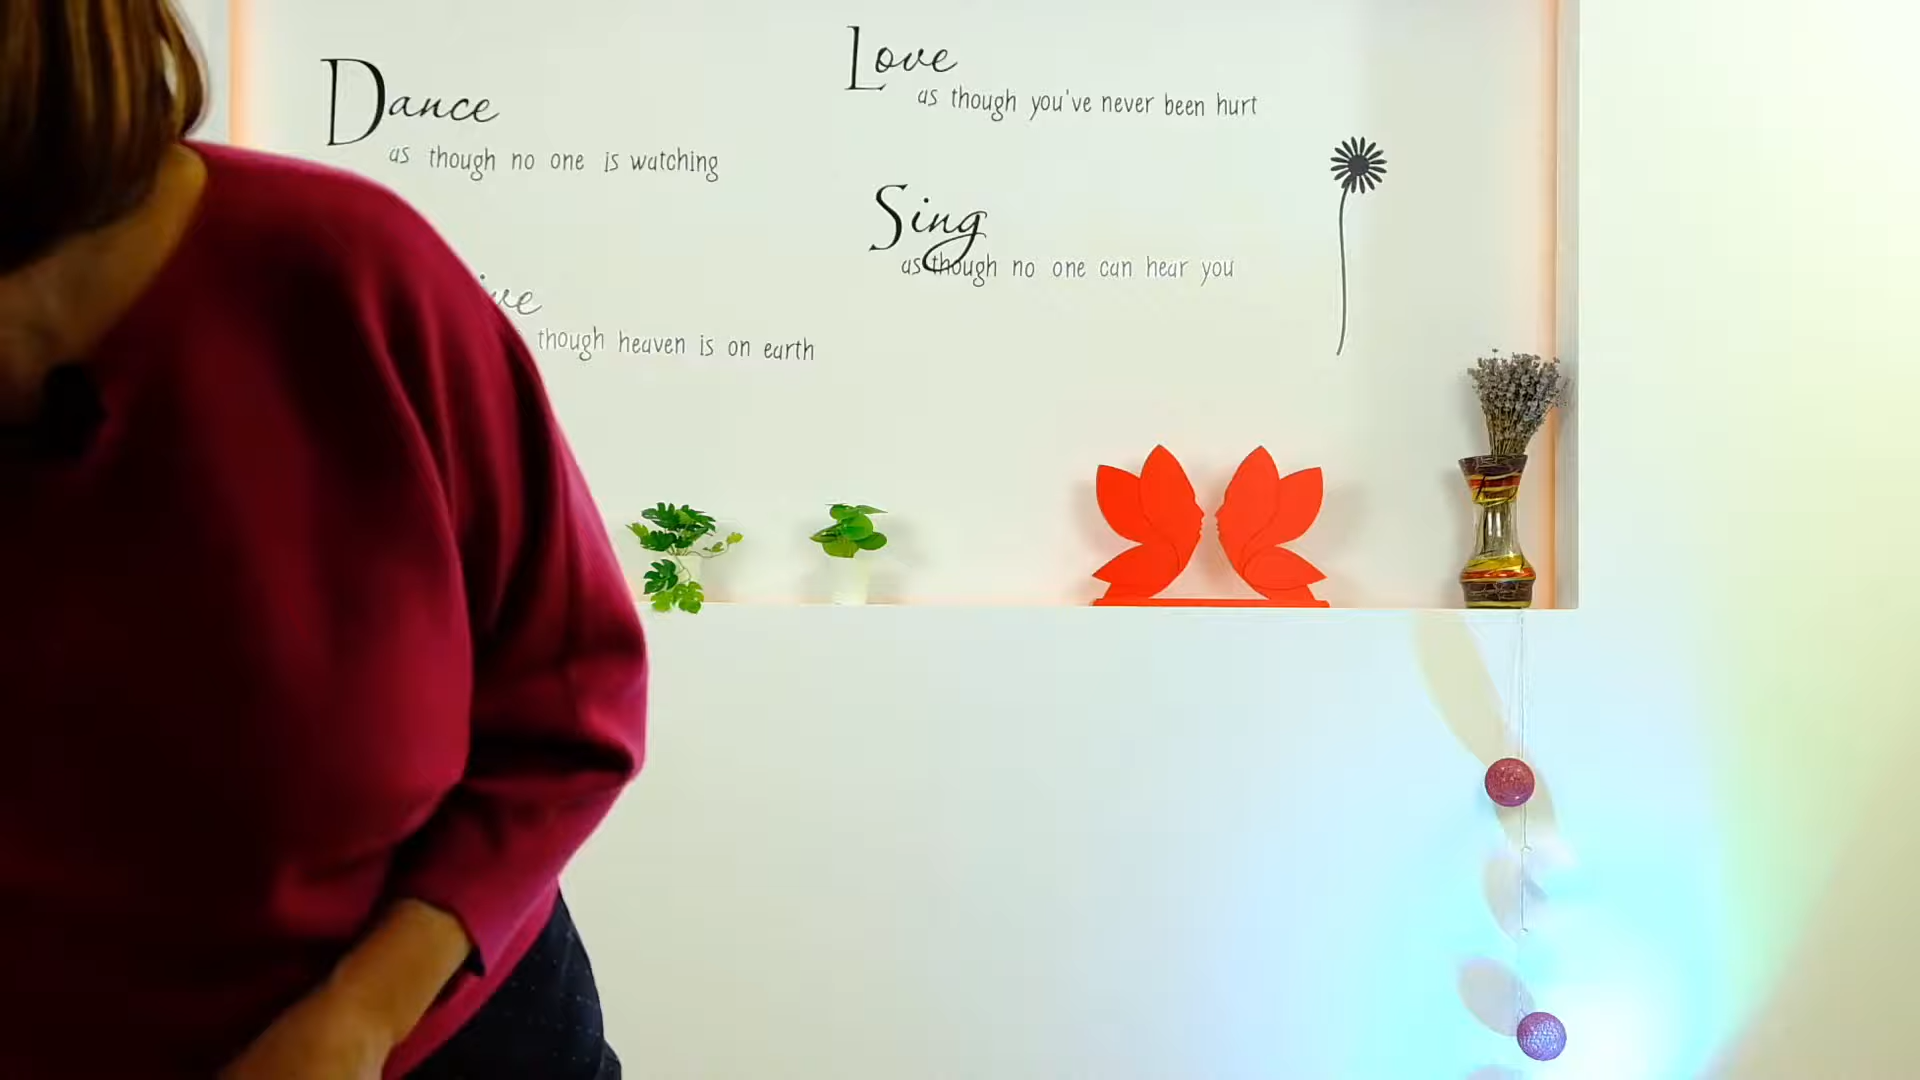 Dance
as though no one is watching
Love
as though you've never been hurt
Sing
as though no one can hear you
though heaven is on earth